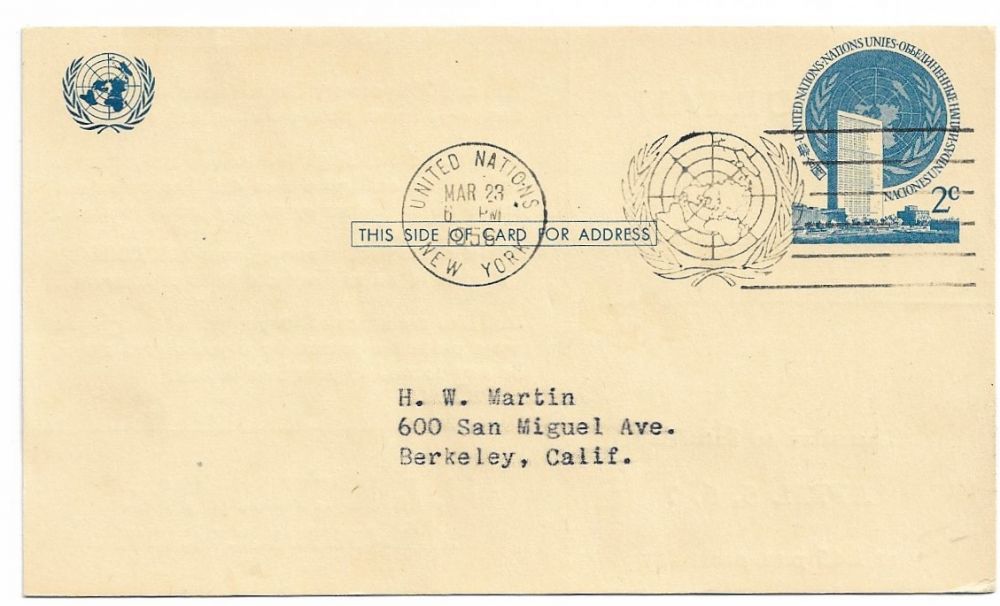 UNITED NATIONS·NATIONS UNIES·ОБЪЕДИНЕННЫЕ НАЦИИ·NACIONES UNIDAS
2c
UNITED NATIONS
MAR 23
6 PM
NEW YORK
THIS SIDE OF CARD FOR ADDRESS
H. W. Martin
600 San Miguel Ave.
Berkeley, Calif.